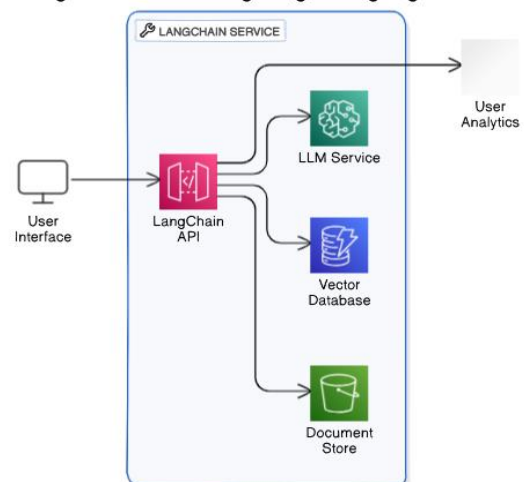 LANGCHAIN SERVICE
User
Analytics
LLM Service
User
Interface
LangChain
API
Vector
Database
Document
Store